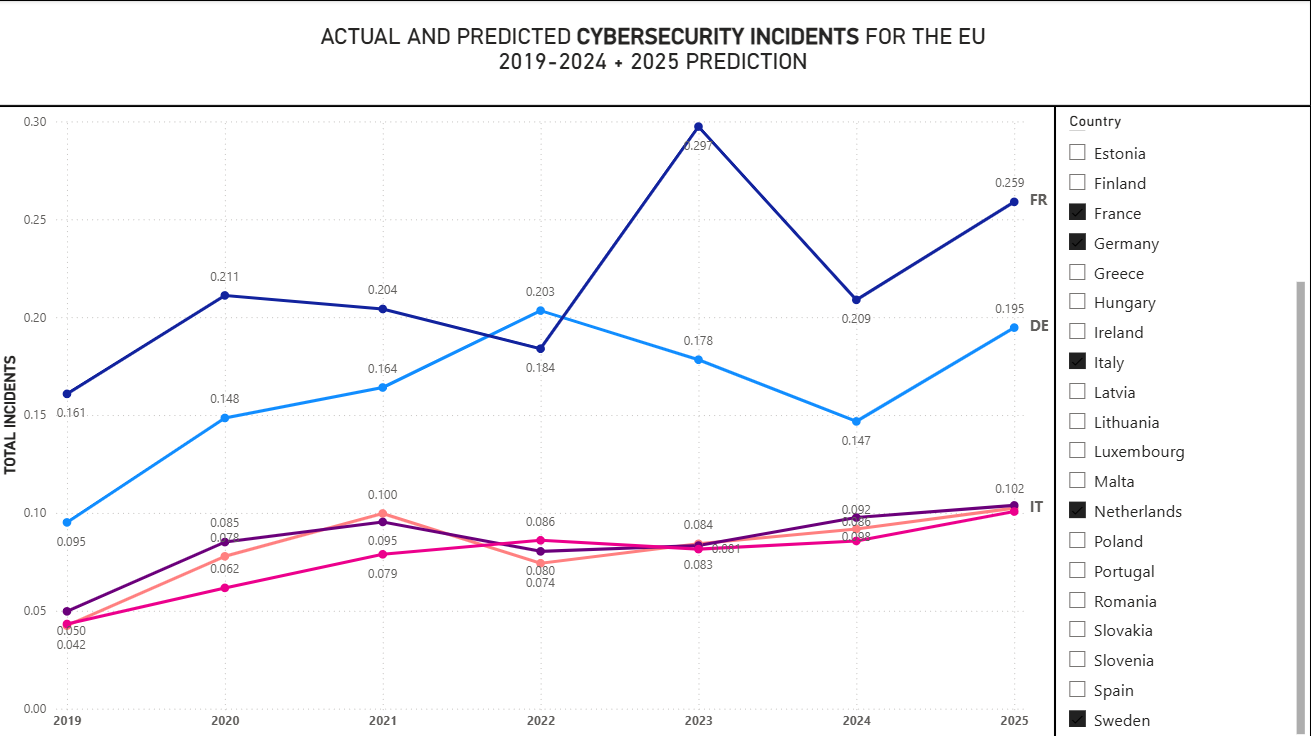 ACTUAL AND PREDICTED CYBERSECURITY INCIDENTS FOR THE EU
2019-2024 + 2025 PREDICTION
TOTAL INCIDENTS
0.30
0.25
0.20
0.15
0.10
0.05
0.00
2019
2020
2021
2022
2023
2024
2025
0.161
0.211
0.204
0.184
0.297
0.209
0.259
FR
0.095
0.148
0.164
0.203
0.178
0.147
0.195
DE
0.050
0.042
0.085
0.078
0.062
0.100
0.095
0.079
0.086
0.080
0.074
0.084
0.081
0.083
0.092
0.086
0.098
0.102
IT
Country
Estonia
Finland
France
Germany
Greece
Hungary
Ireland
Italy
Latvia
Lithuania
Luxembourg
Malta
Netherlands
Poland
Portugal
Romania
Slovakia
Slovenia
Spain
Sweden